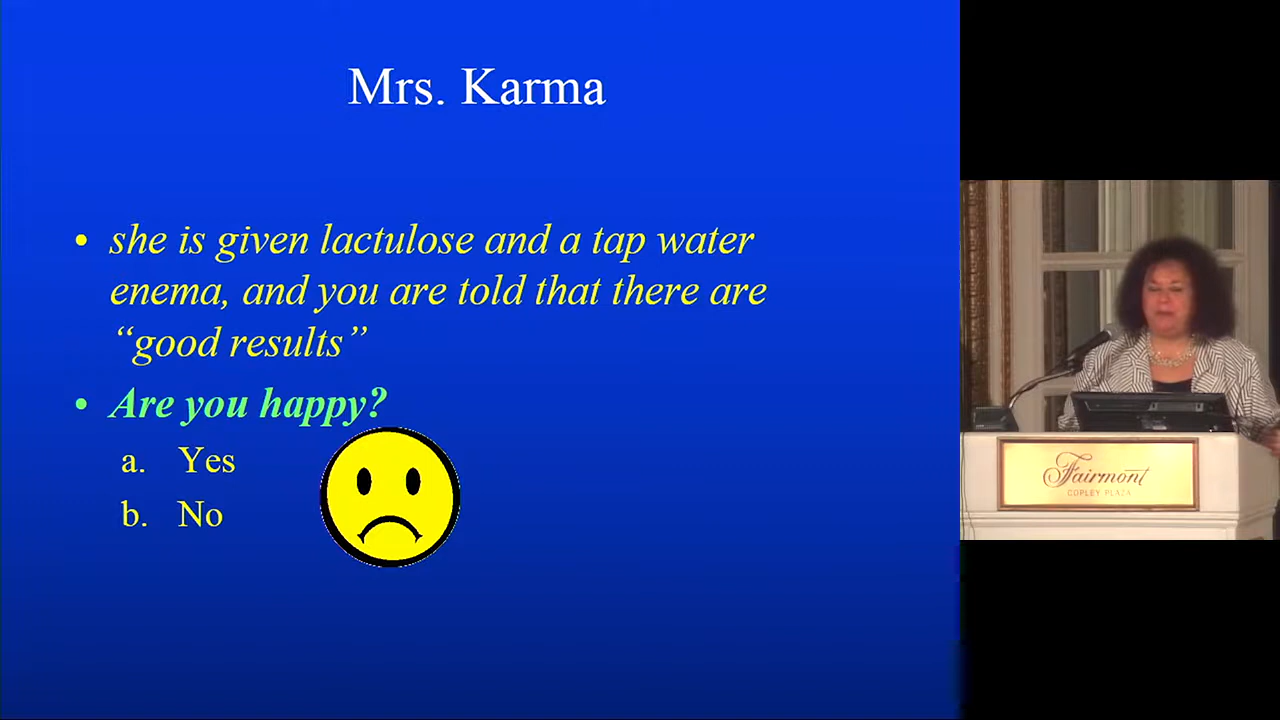 Mrs. Karma
• she is given lactulose and a tap water
enema, and you are told that there are
“good results”
• Are you happy?
a. Yes
b. No
Fairmont
COPLEY PLAZA